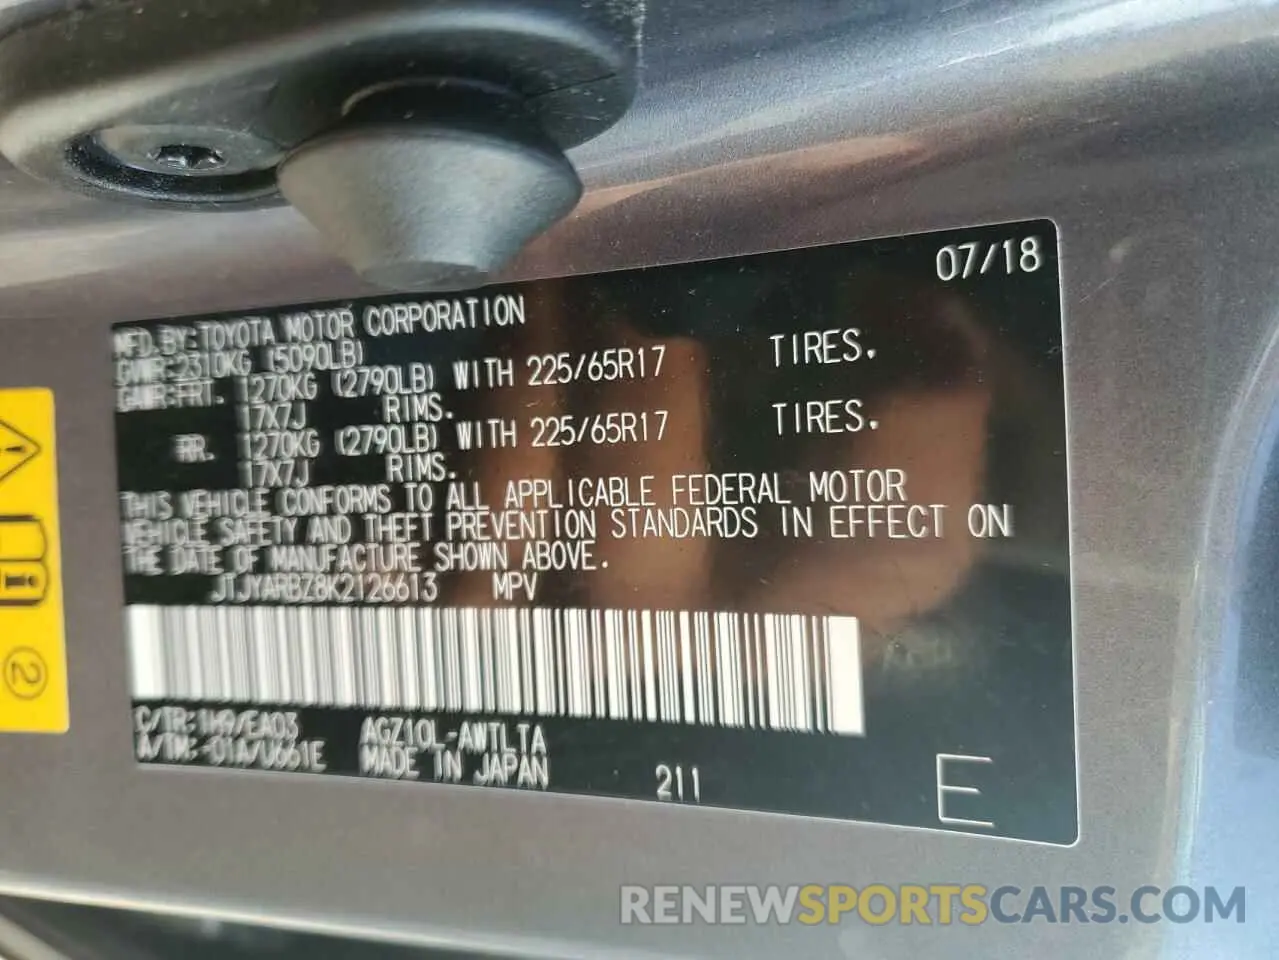 07/18
MFD.BY:TOYOTA MOTOR CORPORATION
GVWR:2310KG (5090LB)
GAWR:FRT. 1270KG (2790LB) WITH 225/65R17 TIRES.
17X7J RIMS.
RR. 1270KG (2790LB) WITH 225/65R17 TIRES.
17X7J RIMS.
THIS VEHICLE CONFORMS TO ALL APPLICABLE FEDERAL MOTOR
VEHICLE SAFETY AND THEFT PREVENTION STANDARDS IN EFFECT ON
THE DATE OF MANUFACTURE SHOWN ABOVE.
JTJYARBZ8K2126613 MPV
C/TR:1H9/EA03 AGZ10L-AWTLTA
A/TM:-01A/U661E MADE IN JAPAN
211
E
2
RENEWSPORTSCARS.COM